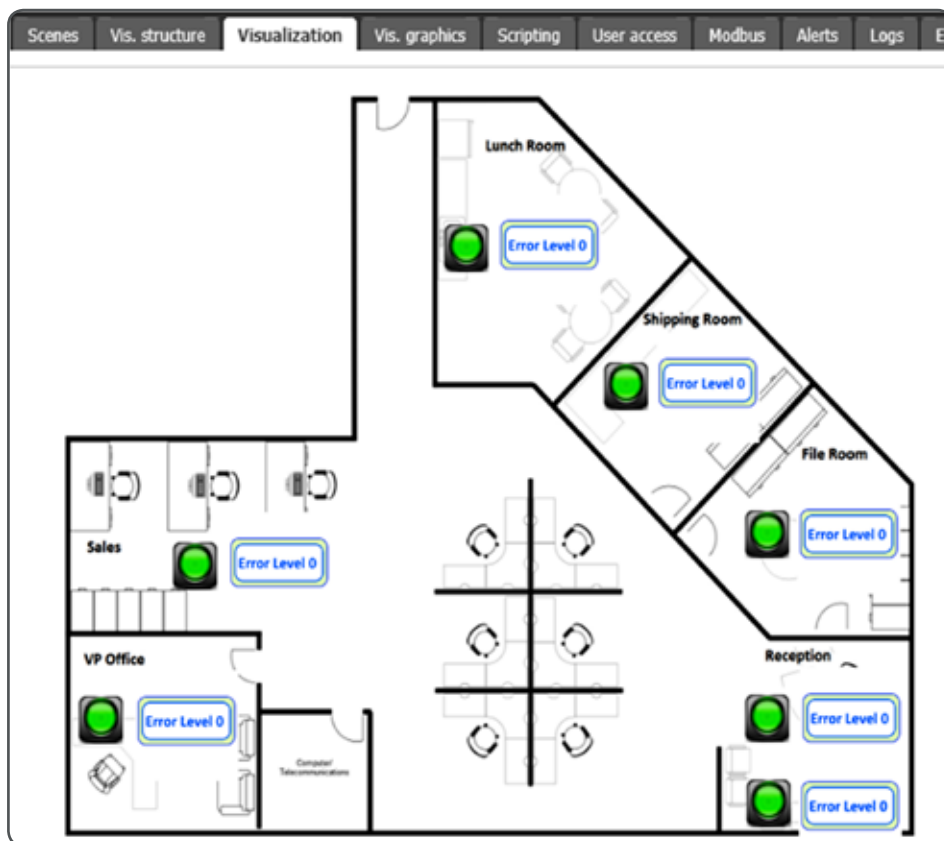 Scenes Vis. structure Visualization Vis. graphics Scripting User access Modbus Alerts Logs E
Lunch Room
Error Level 0
Shipping Room
Error Level 0
File Room
Error Level 0
Sales
Error Level 0
VP Office
Error Level 0
Reception
Error Level 0
Computer/
Telecommunications
Error Level 0